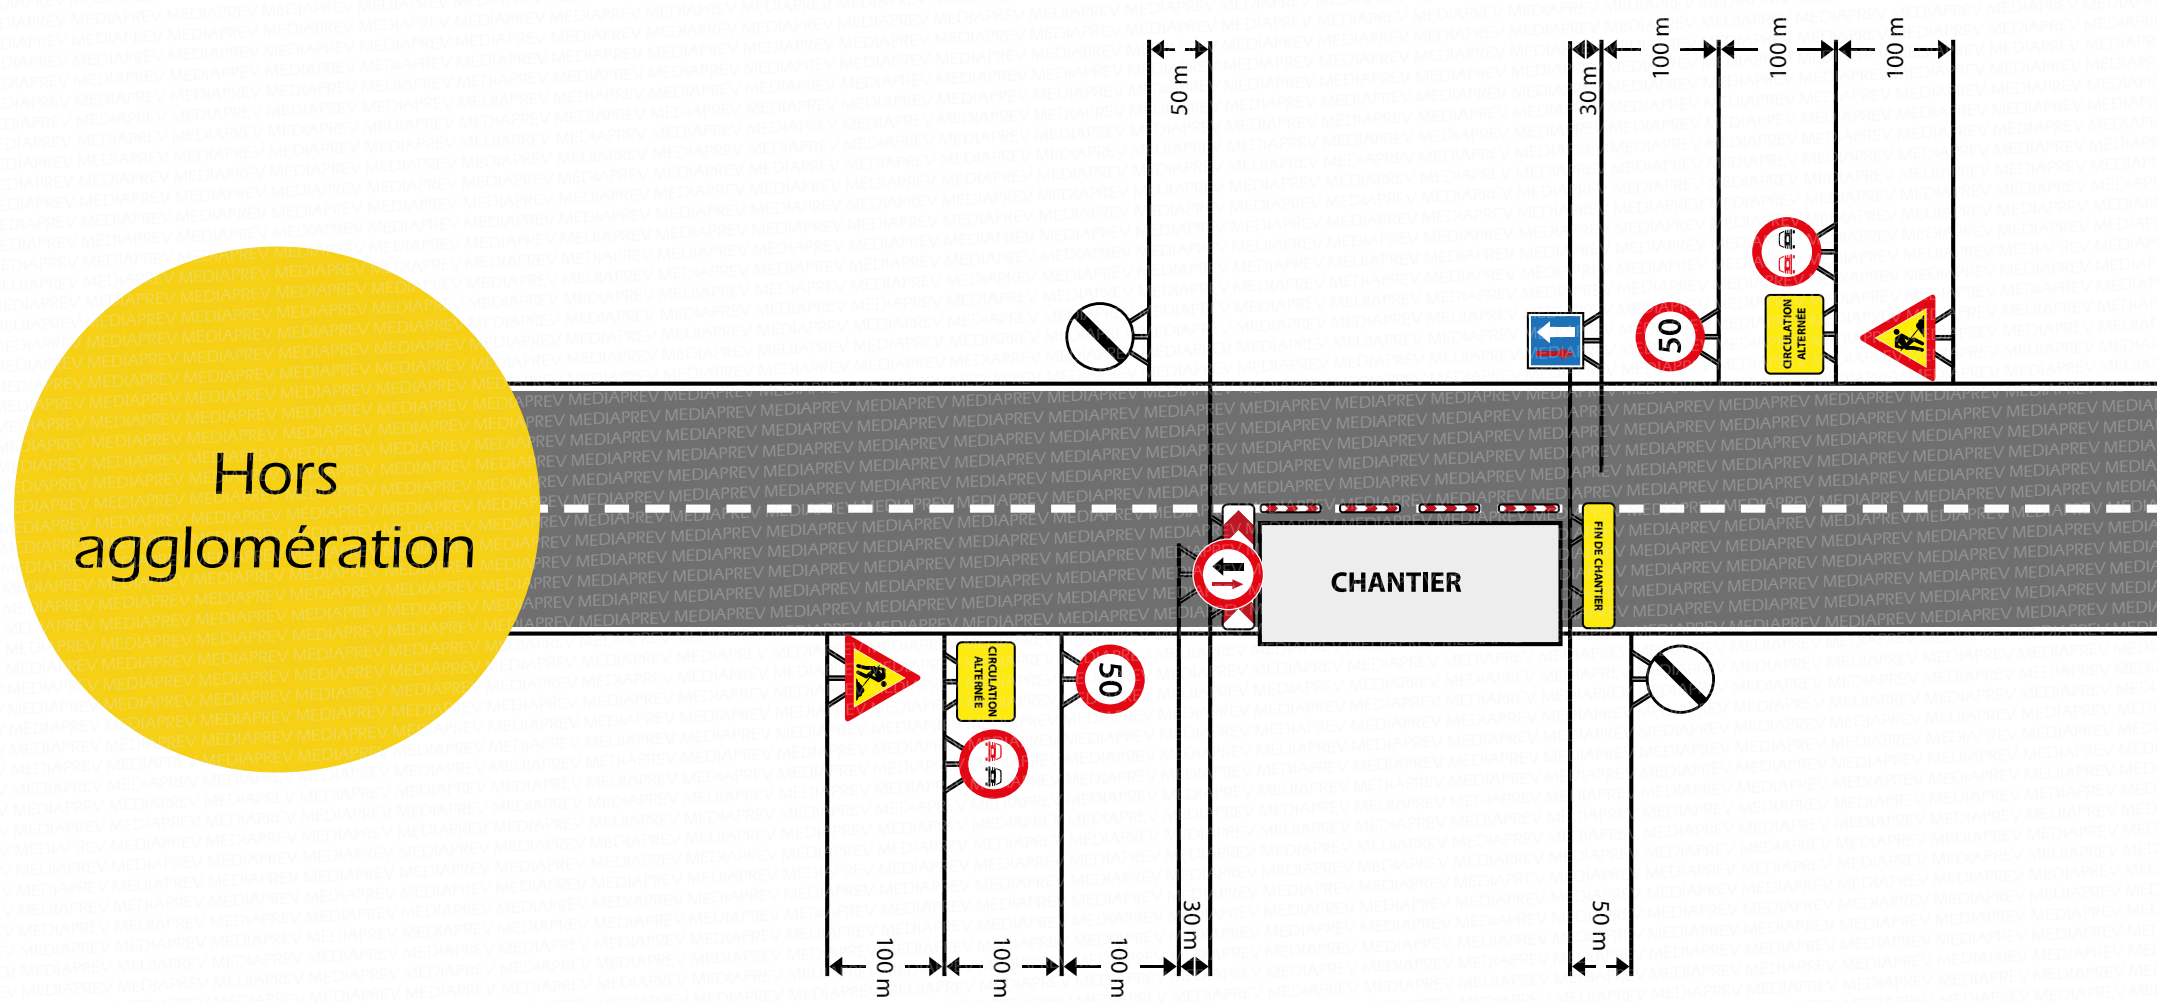 50 m
30 m
100 m
100 m
100 m
50
CIRCULATION
ALTERNÉE
Hors
agglomération
CHANTIER
FIN DE CHANTIER
CIRCULATION
ALTERNÉE
50
100 m
100 m
100 m
30 m
50 m
MEDIAPREV